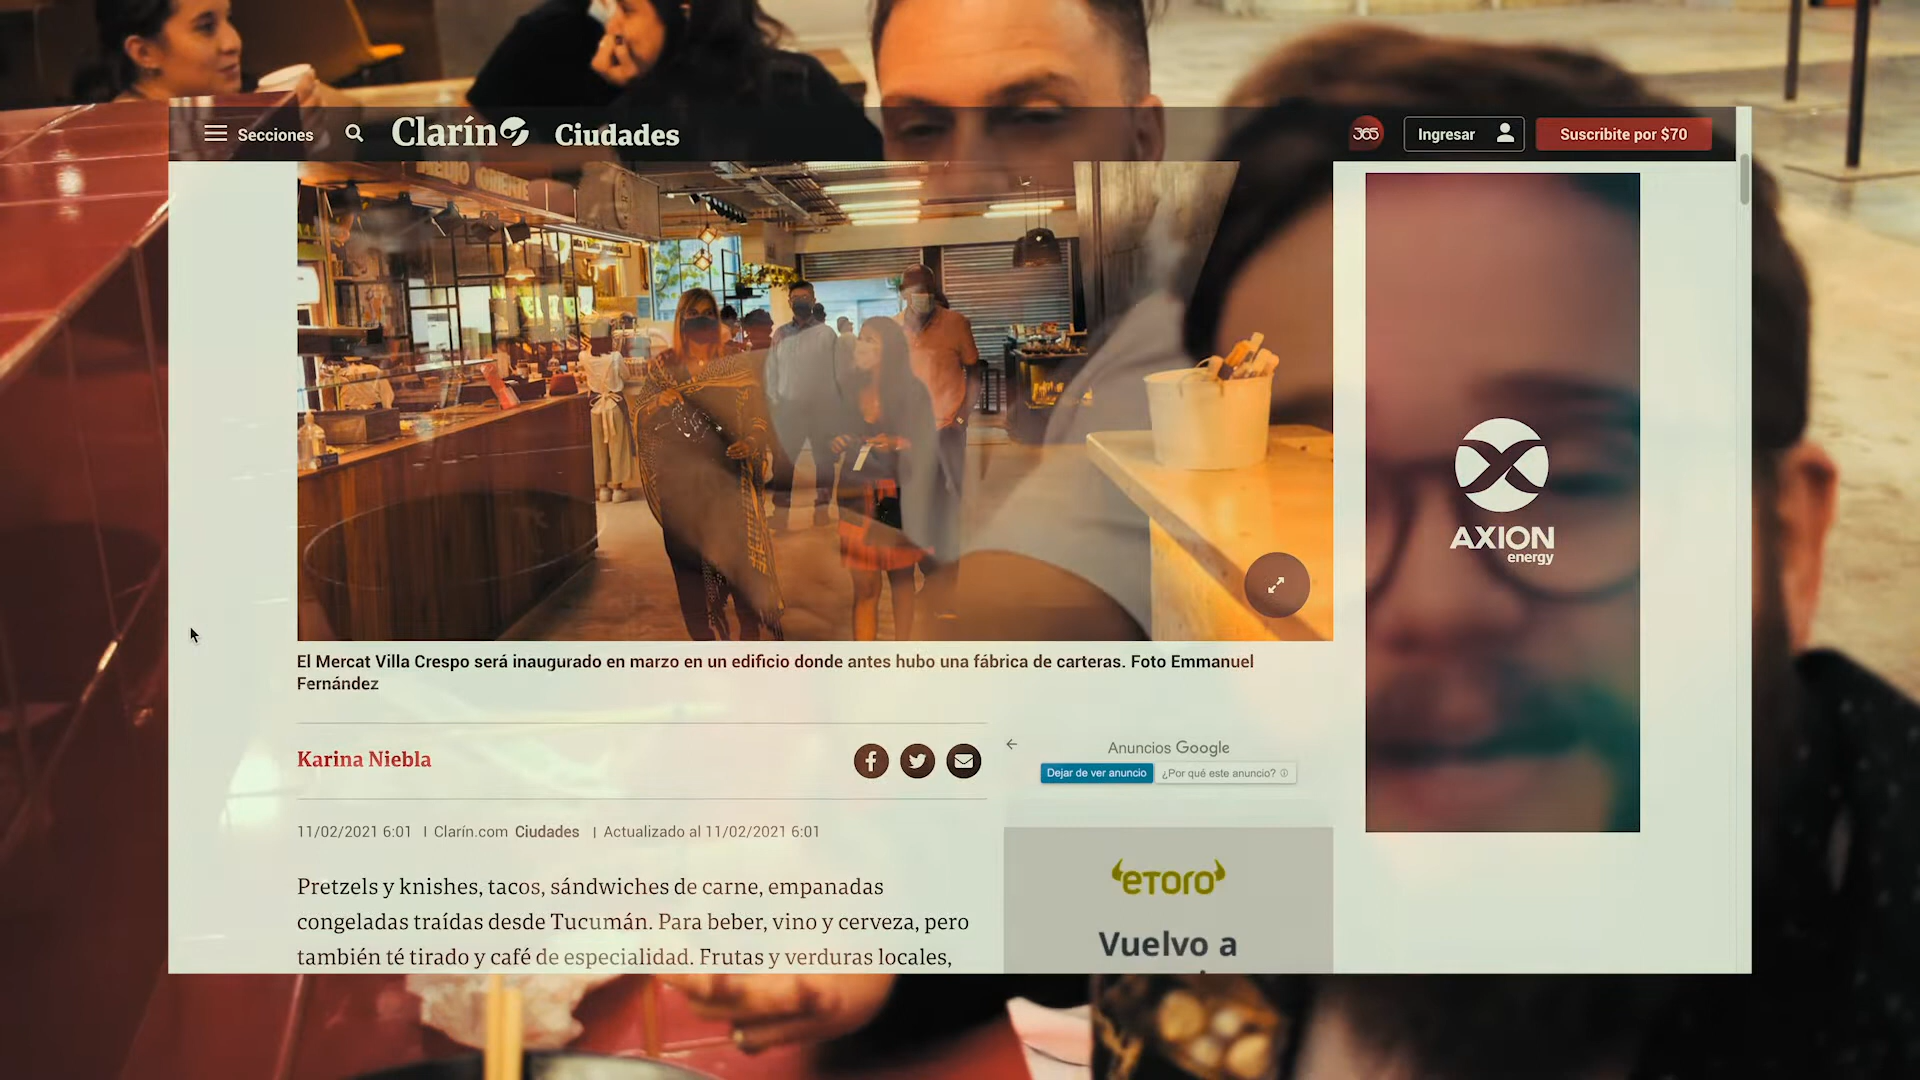 Secciones
Clarín
Ciudades
365
Ingresar
Suscribite por $70
AXION
energy
El Mercat Villa Crespo será inaugurado en marzo en un edificio donde antes hubo una fábrica de carteras. Foto Emmanuel
Fernández
Karina Niebla
Anuncios Google
Dejar de ver anuncio
¿Por qué este anuncio?
11/02/2021 6:01 | Clarín.com Ciudades | Actualizado al 11/02/2021 6:01
eToro
Vuelvo a
Pretzels y knishes, tacos, sándwiches de carne, empanadas
congeladas traídas desde Tucumán. Para beber, vino y cerveza, pero
también té tirado y café de especialidad. Frutas y verduras locales,